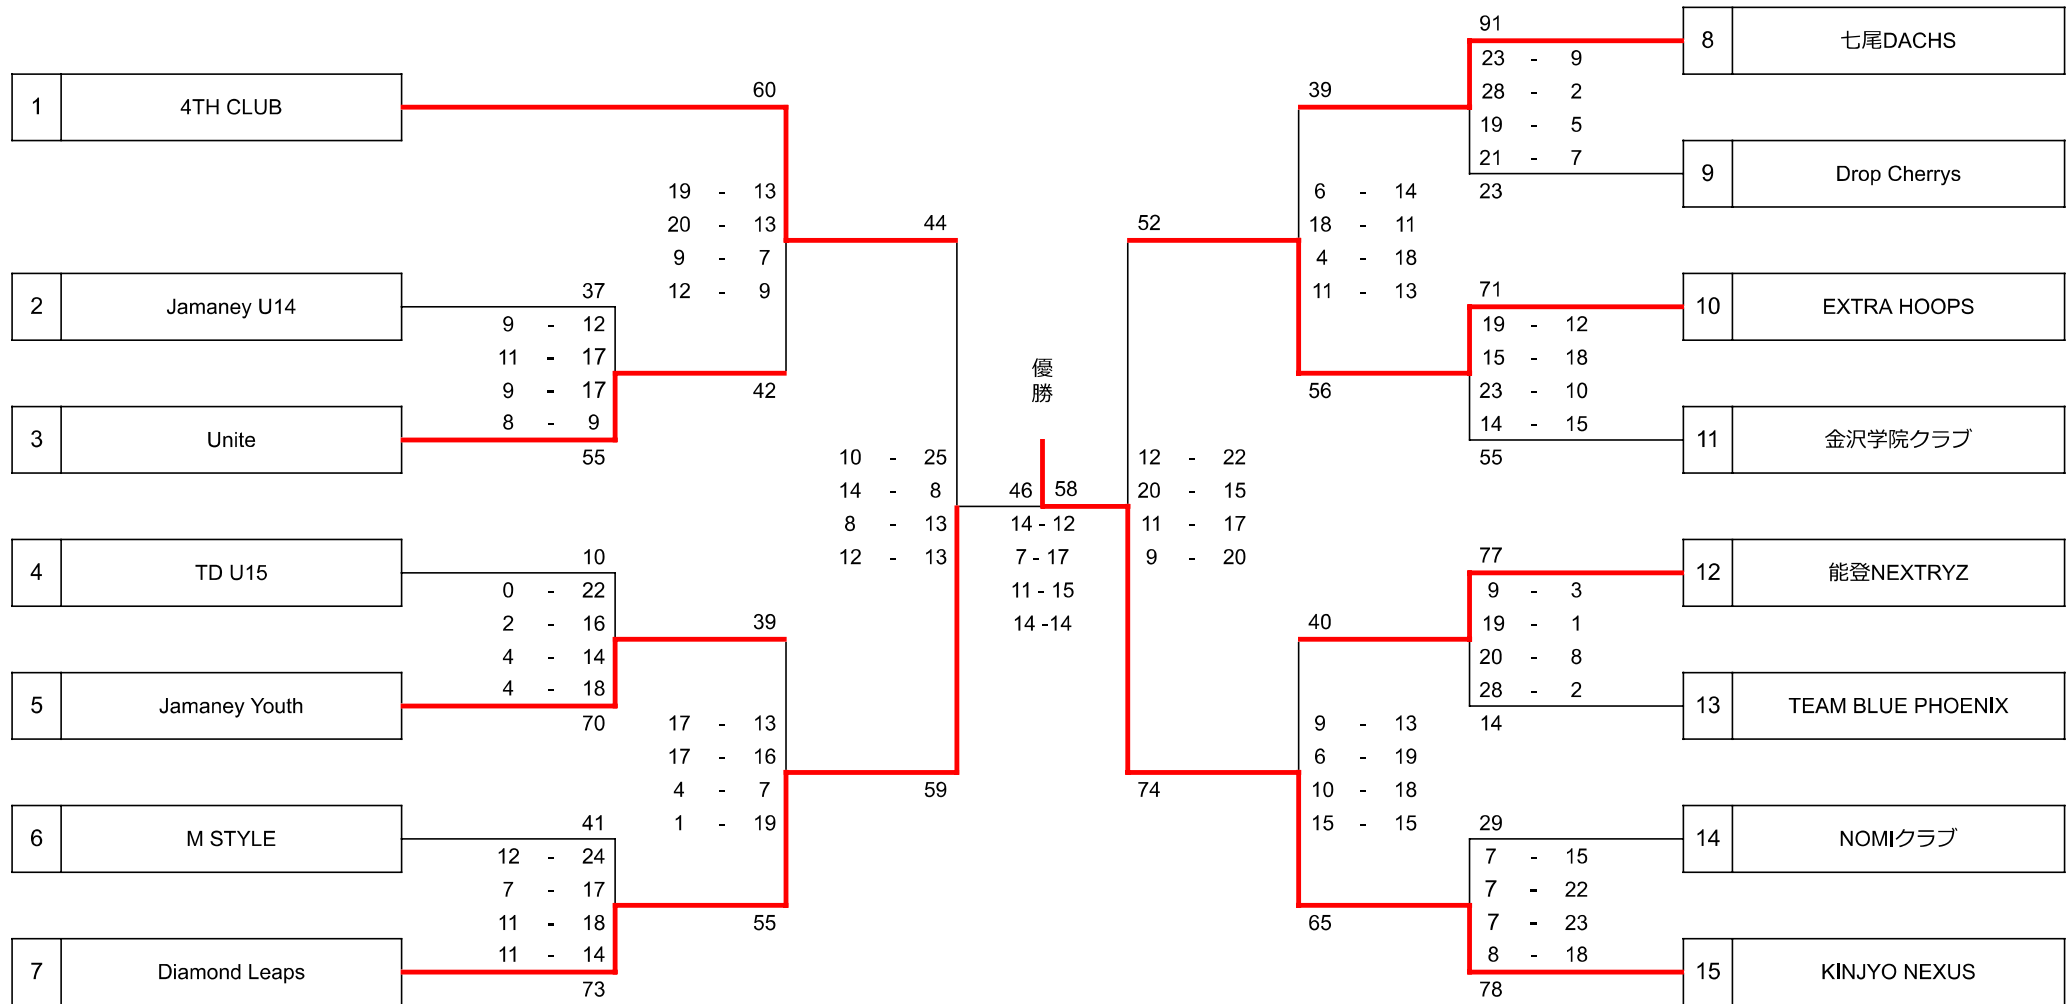 1 4TH CLUB
60
19 - 13
20 - 13
9 - 7
12 - 9
44
2 Jamaney U14
37
9 - 12
11 - 17
9 - 17
8 - 9
42
3 Unite
55
10 - 25
14 - 8
8 - 13
12 - 13
4 TD U15
10
0 - 22
2 - 16
4 - 14
4 - 18
39
5 Jamaney Youth
70
17 - 13
17 - 16
4 - 7
1 - 19
59
6 M STYLE
41
12 - 24
7 - 17
11 - 18
11 - 14
55
7 Diamond Leaps
73
優
勝
46 58
14 - 12
7 - 17
11 - 15
14 -14
91
8 七尾DACHS
23 - 9
28 - 2
19 - 5
21 - 7
39
9 Drop Cherrys
23
6 - 14
18 - 11
4 - 18
11 - 13
52
71
10 EXTRA HOOPS
19 - 12
15 - 18
23 - 10
14 - 15
56
11 金沢学院クラブ
55
12 - 22
20 - 15
11 - 17
9 - 20
77
12 能登NEXTRYZ
9 - 3
19 - 1
20 - 8
28 - 2
40
13 TEAM BLUE PHOENIX
14
9 - 13
6 - 19
10 - 18
15 - 15
74
29
14 NOMIクラブ
7 - 15
7 - 22
7 - 23
8 - 18
65
15 KINJYO NEXUS
78